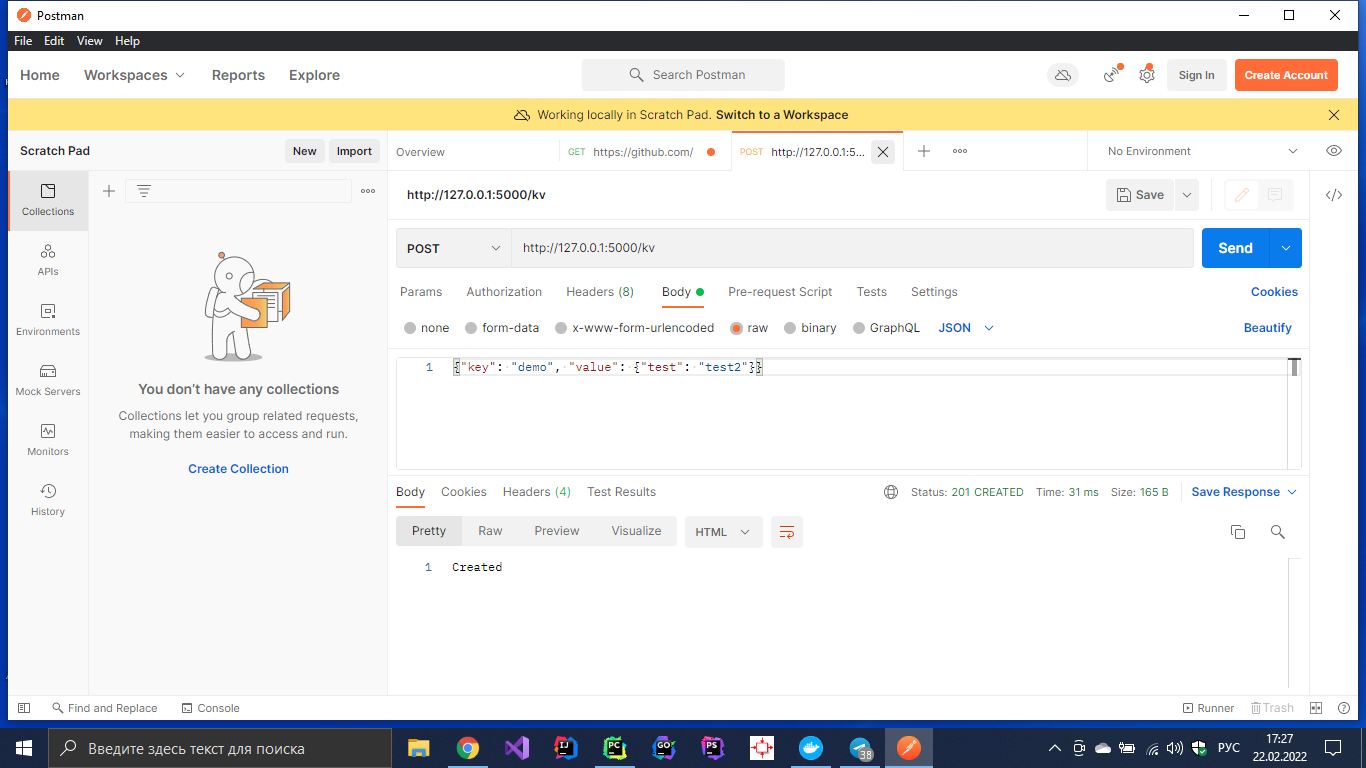 Postman
File Edit View Help
Home Workspaces Reports Explore Search Postman Sign In Create Account
Working locally in Scratch Pad. Switch to a Workspace
Scratch Pad New Import Overview GET https://github.com/ POST http://127.0.0.1:5... No Environment
Collections
APIs
Environments
Mock Servers
Monitors
History
You don't have any collections
Collections let you group related requests,
making them easier to access and run.
Create Collection
http://127.0.0.1:5000/kv Save
POST http://127.0.0.1:5000/kv Send
Params Authorization Headers (8) Body Pre-request Script Tests Settings Cookies
none form-data x-www-form-urlencoded raw binary GraphQL JSON Beautify
1 {"key": "demo", "value": {"test": "test2"}}
Body Cookies Headers (4) Test Results Status: 201 CREATED Time: 31 ms Size: 165 B Save Response
Pretty Raw Preview Visualize HTML
1 Created
Find and Replace Console Runner Trash
Введите здесь текст для поиска
IJ PC GO PS 38 РУС 17:27
22.02.2022